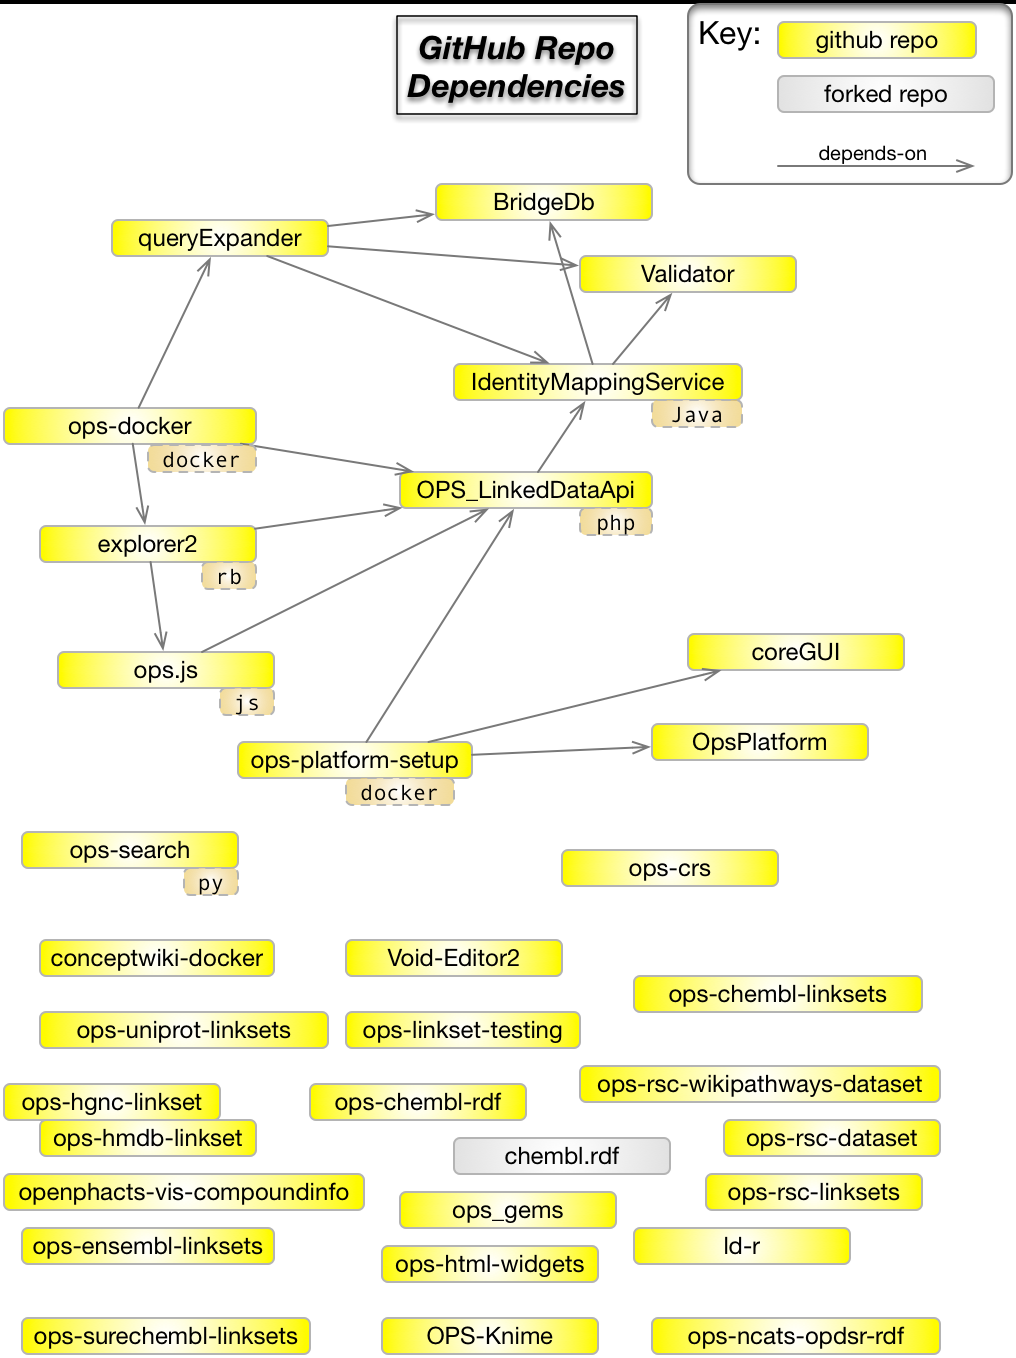 GitHub Repo
Dependencies
Key:
github repo
forked repo
depends-on
BridgeDb
queryExpander
Validator
IdentityMappingService
Java
ops-docker
docker
OPS_LinkedDataApi
php
explorer2
rb
coreGUI
ops.js
js
OpsPlatform
ops-platform-setup
docker
ops-search
py
ops-crs
conceptwiki-docker
Void-Editor2
ops-chembl-linksets
ops-uniprot-linksets
ops-linkset-testing
ops-rsc-wikipathways-dataset
ops-hgnc-linkset
ops-chembl-rdf
ops-hmdb-linkset
ops-rsc-dataset
chembl.rdf
openphacts-vis-compoundinfo
ops-rsc-linksets
ops_gems
ops-ensembl-linksets
ld-r
ops-html-widgets
ops-surechembl-linksets
OPS-Knime
ops-ncats-opdsr-rdf